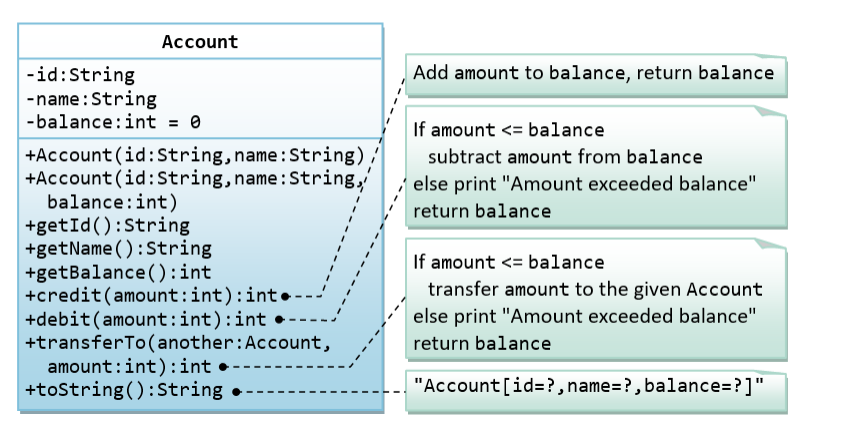 Account
-id:String
-name:String
-balance:int = 0
+Account(id:String,name:String)
+Account(id:String,name:String,
balance:int)
+getId():String
+getName():String
+getBalance():int
+credit(amount:int):int
+debit(amount:int):int
+transferTo(another:Account,
amount:int):int
+toString():String
Add amount to balance, return balance
If amount <= balance
subtract amount from balance
else print "Amount exceeded balance"
return balance
If amount <= balance
transfer amount to the given Account
else print "Amount exceeded balance"
return balance
"Account[id=?,name=?,balance=?]"